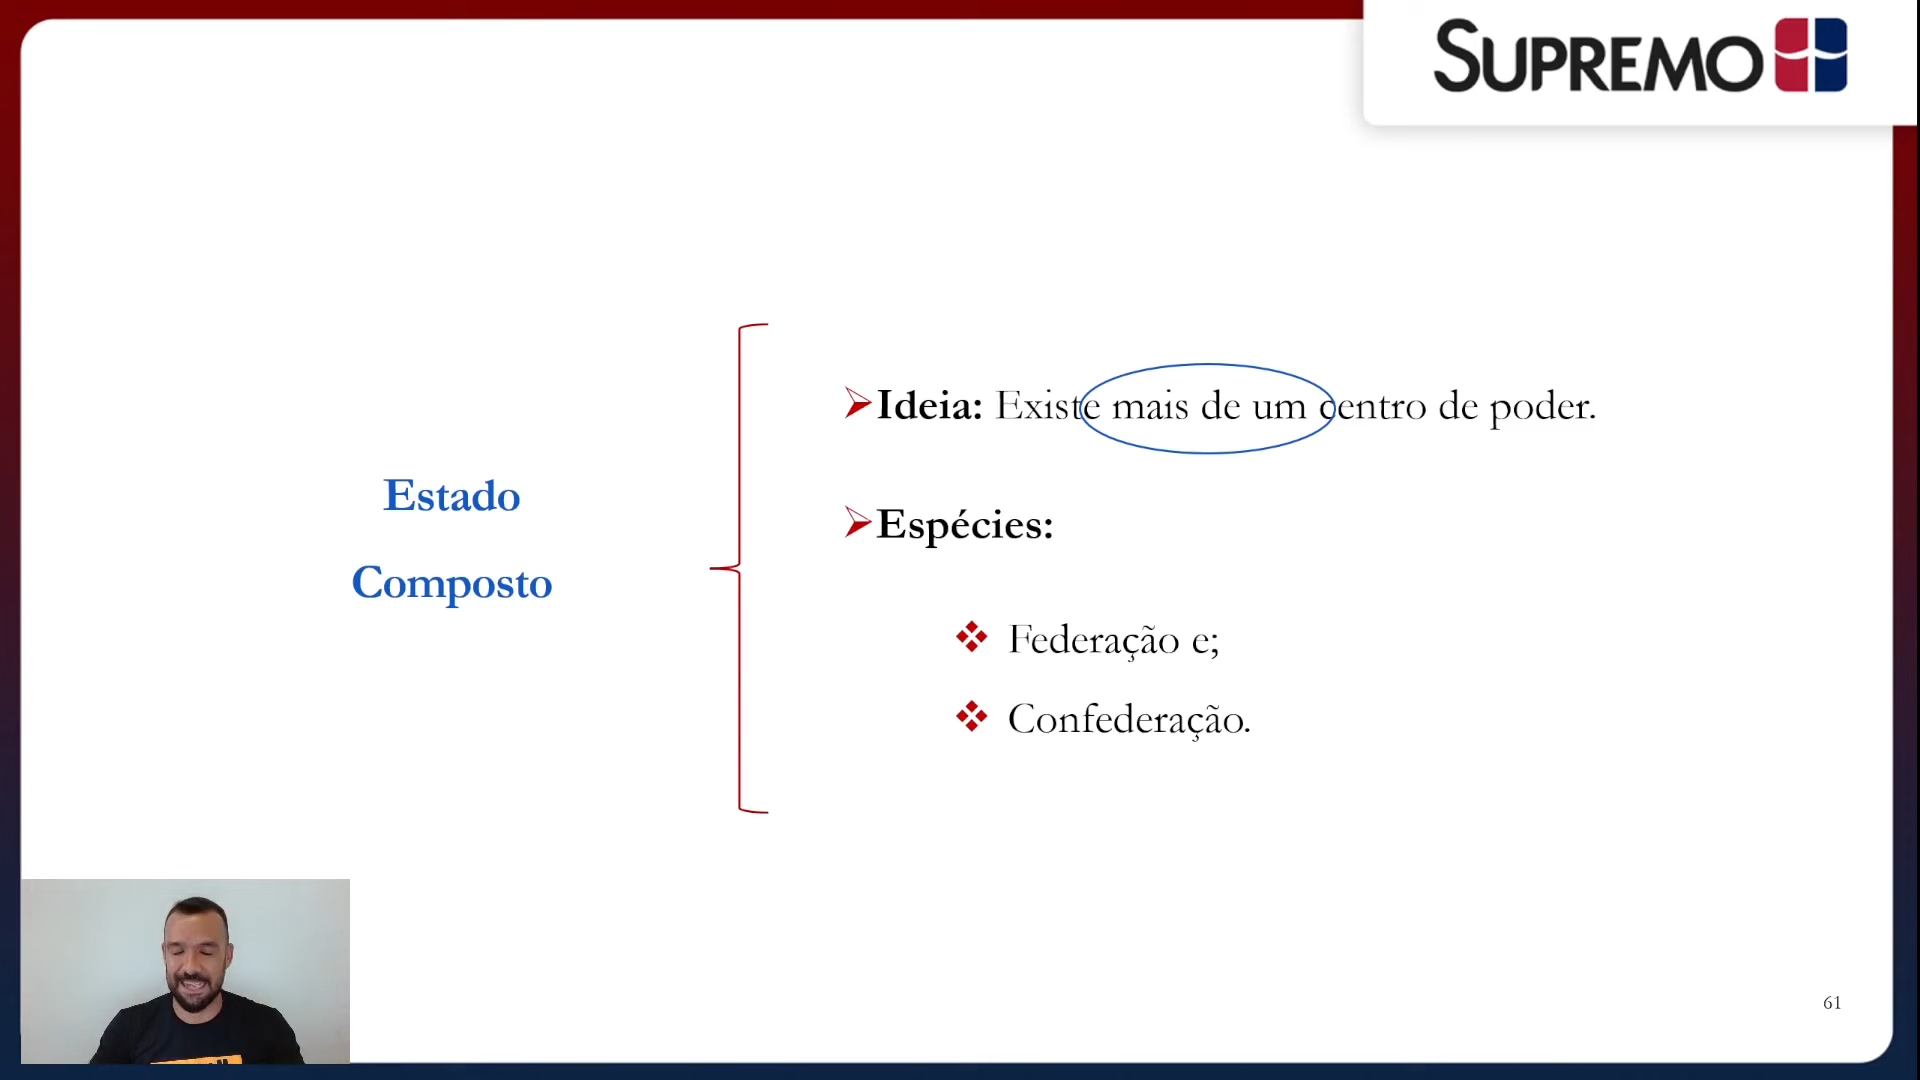 SUPREMO
Ideia: Existe mais de um centro de poder.
Estado
Composto
Espécies:
Federação e;
Confederação.
61